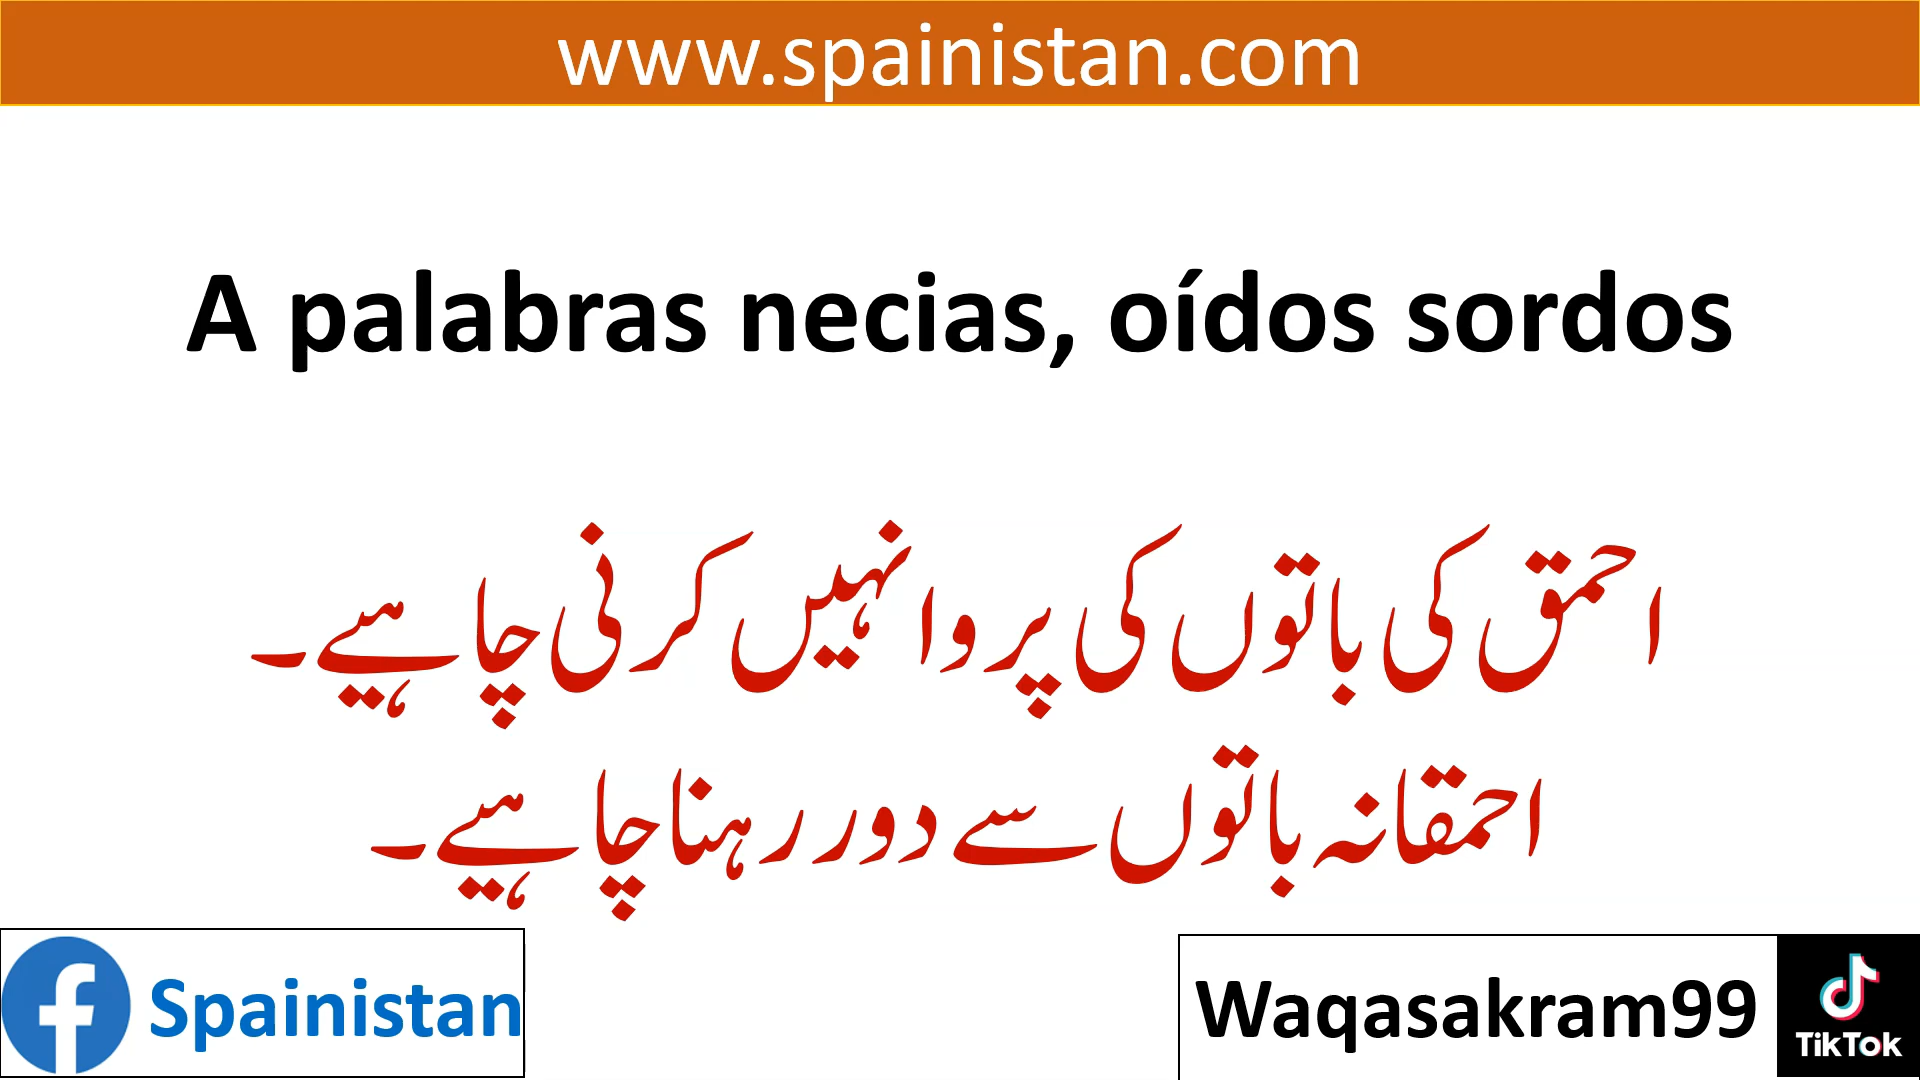 www.spainistan.com
A palabras necias, oídos sordos
احمق کی باتوں کی پروا نہیں کرنی چاہیے۔
احمقانہ باتوں سے دور رہنا چاہیے۔
Spainistan
Waqasakram99
TikTok